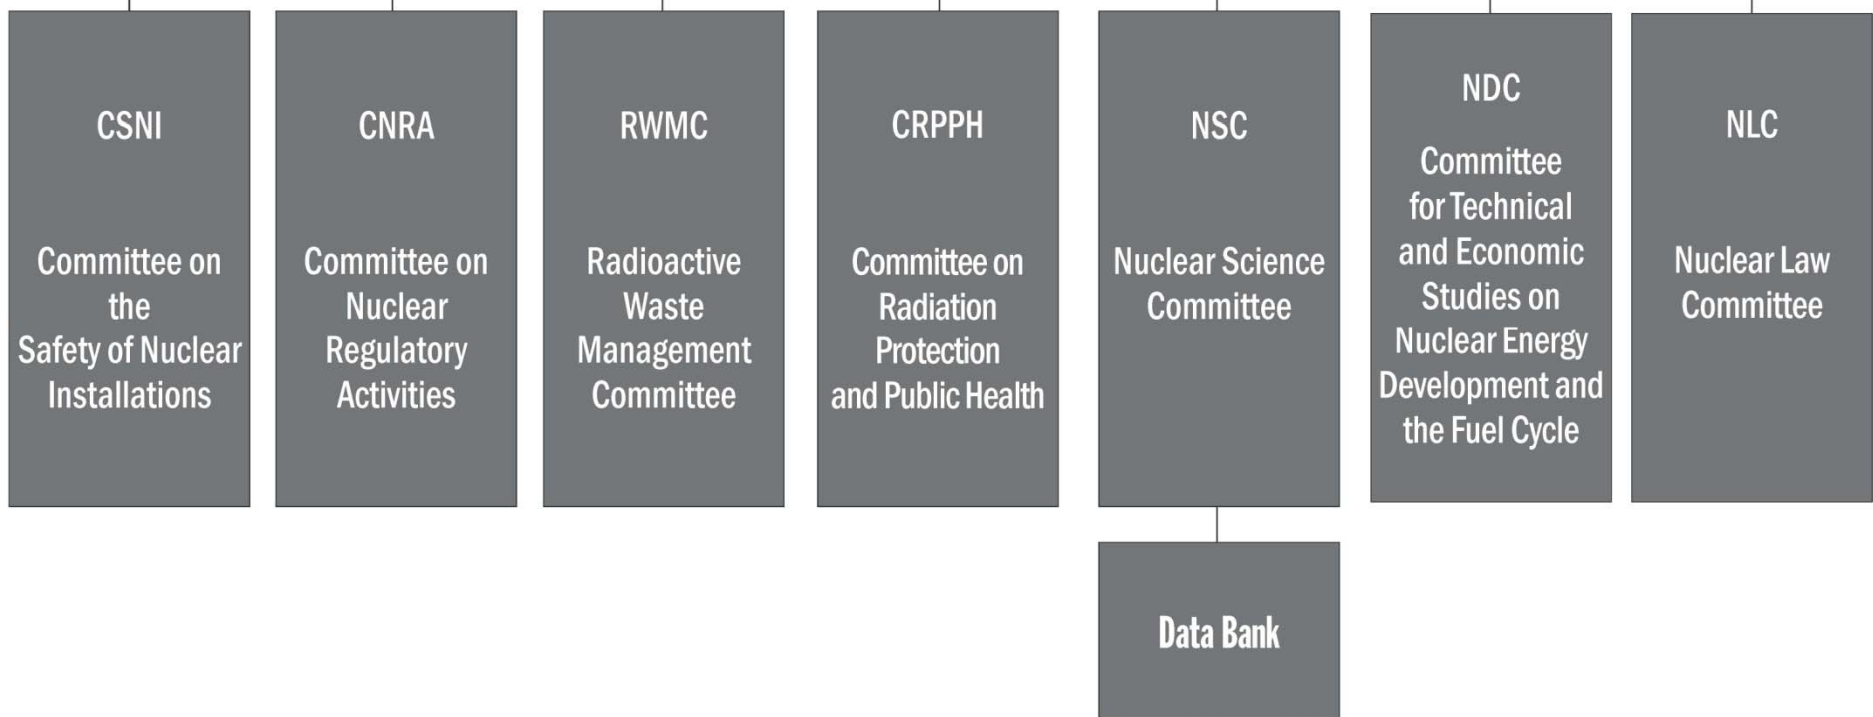 CSNI
Committee on
the
Safety of Nuclear
Installations
CNRA
Committee on
Nuclear
Regulatory
Activities
RWMC
Radioactive
Waste
Management
Committee
CRPPH
Committee on
Radiation
Protection
and Public Health
NSC
Nuclear Science
Committee
NDC
Committee
for Technical
and Economic
Studies on
Nuclear Energy
Development and
the Fuel Cycle
NLC
Nuclear Law
Committee
Data Bank